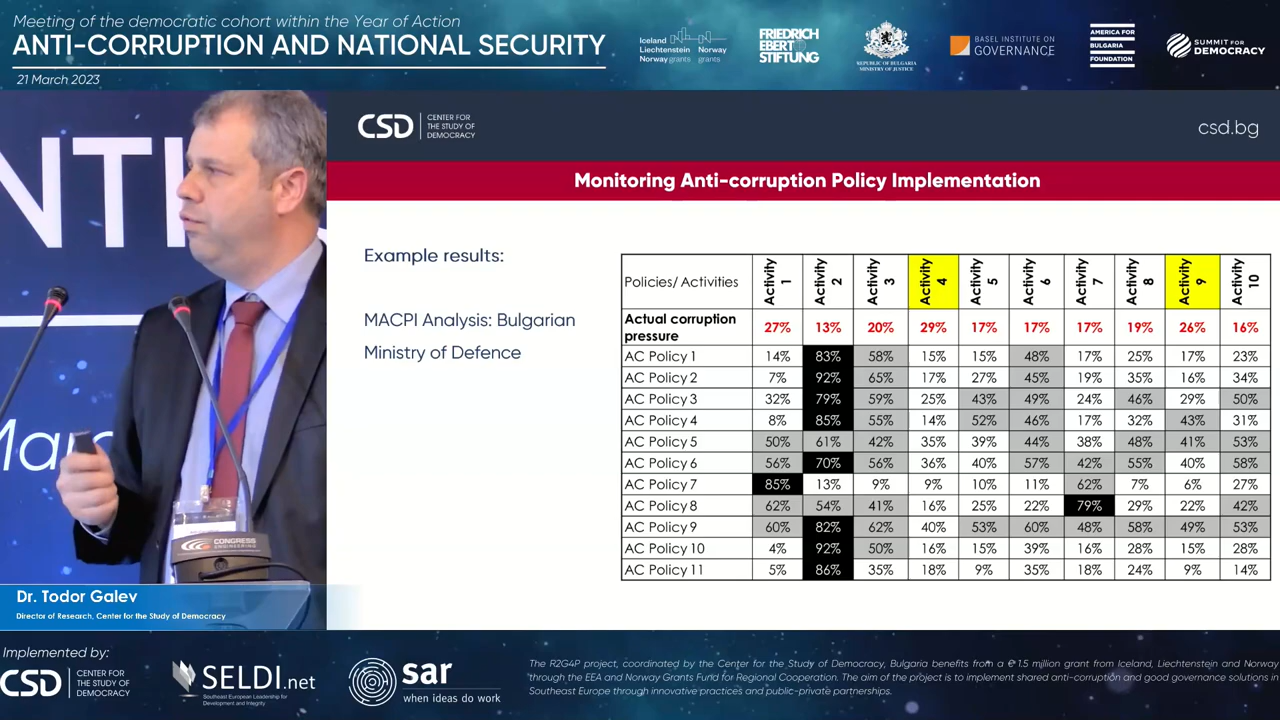 Meeting of the democratic cohort within the Year of Action
ANTI-CORRUPTION AND NATIONAL SECURITY
21 March 2023
Iceland
Liechtenstein Norway
Norway grants grants
FRIEDRICH
EBERT
STIFTUNG
REPUBLIC OF BULGARIA
MINISTRY OF JUSTICE
BASEL INSTITUTE ON
GOVERNANCE
AMERICA FOR
BULGARIA
FOUNDATION
SUMMIT FOR
DEMOCRACY
NTI
Marc
CONGRESS
ENGINEERING
CSD CENTER FOR
THE STUDY OF
DEMOCRACY
csd.bg
Monitoring Anti-corruption Policy Implementation
Example results:
MACPI Analysis: Bulgarian
Ministry of Defence
Policies/ Activities Activity 1 Activity 2 Activity 3 Activity 4 Activity 5 Activity 6 Activity 7 Activity 8 Activity 9 Activity 10
Actual corruption
pressure 27% 13% 20% 29% 17% 17% 17% 19% 26% 16%
AC Policy 1 14% 83% 58% 15% 15% 48% 17% 25% 17% 23%
AC Policy 2 7% 92% 65% 17% 27% 45% 19% 35% 16% 34%
AC Policy 3 32% 79% 59% 25% 43% 49% 24% 46% 29% 50%
AC Policy 4 8% 85% 55% 14% 52% 46% 17% 32% 43% 31%
AC Policy 5 50% 61% 42% 35% 39% 44% 38% 48% 41% 53%
AC Policy 6 56% 70% 56% 36% 40% 57% 42% 55% 40% 58%
AC Policy 7 85% 13% 9% 9% 10% 11% 62% 7% 6% 27%
AC Policy 8 62% 54% 41% 16% 25% 22% 79% 29% 22% 42%
AC Policy 9 60% 82% 62% 40% 53% 60% 48% 58% 49% 53%
AC Policy 10 4% 92% 50% 16% 15% 39% 16% 28% 15% 28%
AC Policy 11 5% 86% 35% 18% 9% 35% 18% 24% 9% 14%
Dr. Todor Galev
Director of Research, Center for the Study of Democracy
Implemented by:
CSD CENTER FOR
THE STUDY OF
DEMOCRACY
SELDI.net
Southeast European Leadership for
Development and Integrity
sar
when ideas do work
The R2G4P project, coordinated by the Center for the Study of Democracy, Bulgaria benefits from a € 1.5 million grant from Iceland, Liechtenstein and Norway
through the EEA and Norway Grants Fund for Regional Cooperation. The aim of the project is to implement shared anti-corruption and good governance solutions in
Southeast Europe through innovative practices and public-private partnerships.